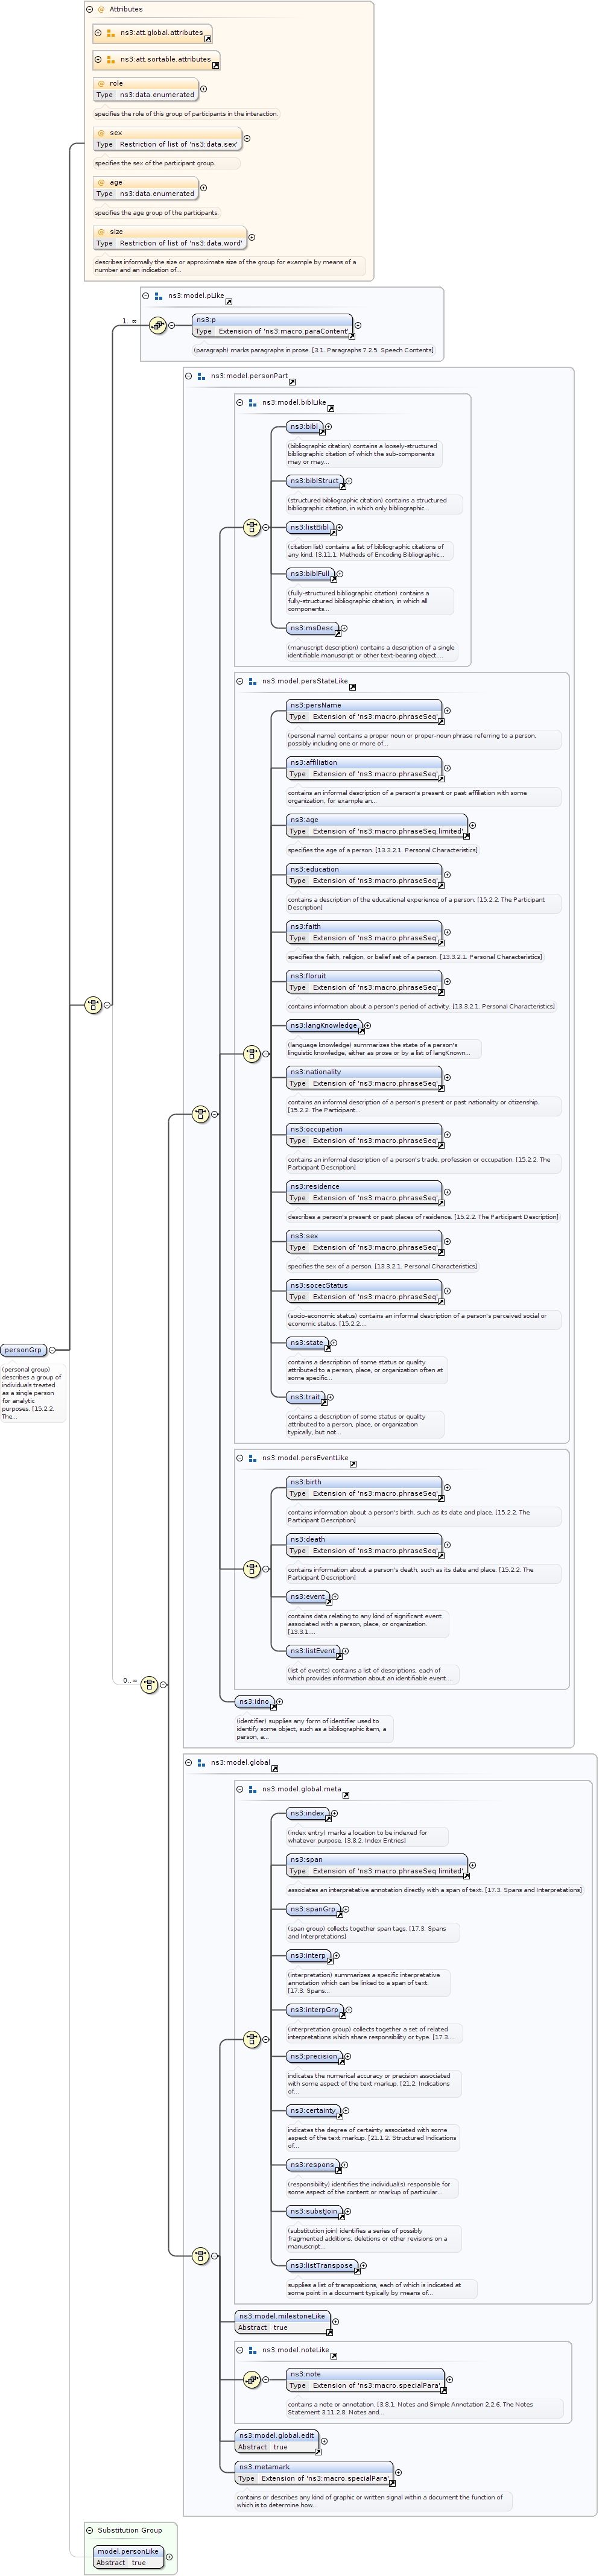 Attributes
ns3:att.global.attributes
ns3:att.sortable.attributes
role
Type ns3:data.enumerated
specifies the role of this group of participants in the interaction.
sex
Type Restriction of list of 'ns3:data.sex'
specifies the sex of the participant group.
age
Type ns3:data.enumerated
specifies the age group of the participants.
size
Type Restriction of list of 'ns3:data.word'
describes informally the size or approximate size of the group for example by means of a
number and an indication of...
ns3:model.pLike
1..∞
ns3:p
Type Extension of 'ns3:macro.paraContent'
(paragraph) marks paragraphs in prose. [3.1. Paragraphs 7.2.5. Speech Contents]
ns3:model.personPart
ns3:model.biblLike
ns3:bibl
(bibliographic citation) contains a loosely-structured
bibliographic citation of which the sub-components
may or may...
ns3:biblStruct
(structured bibliographic citation) contains a structured
bibliographic citation, in which only bibliographic...
ns3:listBibl
(citation list) contains a list of bibliographic citations of
any kind. [3.11.1. Methods of Encoding Bibliographic...
ns3:biblFull
(fully-structured bibliographic citation) contains a
fully-structured bibliographic citation, in which all
components...
ns3:msDesc
(manuscript description) contains a description of a single
identifiable manuscript or other text-bearing object....
ns3:model.persStateLike
ns3:persName
Type Extension of 'ns3:macro.phraseSeq'
(personal name) contains a proper noun or proper-noun phrase referring to a person,
possibly including one or more of...
ns3:affiliation
Type Extension of 'ns3:macro.phraseSeq'
contains an informal description of a person's present or past affiliation with some
organization, for example an...
ns3:age
Type Extension of 'ns3:macro.phraseSeq.limited'
specifies the age of a person. [13.3.2.1. Personal Characteristics]
ns3:education
Type Extension of 'ns3:macro.phraseSeq'
contains a description of the educational experience of a person. [15.2.2. The Participant
Description]
ns3:faith
Type Extension of 'ns3:macro.phraseSeq'
specifies the faith, religion, or belief set of a person. [13.3.2.1. Personal Characteristics]
ns3:floruit
Type Extension of 'ns3:macro.phraseSeq'
contains information about a person's period of activity. [13.3.2.1. Personal Characteristics]
ns3:langKnowledge
(language knowledge) summarizes the state of a person's
linguistic knowledge, either as prose or by a list of langKnown...
ns3:nationality
Type Extension of 'ns3:macro.phraseSeq'
contains an informal description of a person's present or past nationality or citizenship.
[15.2.2. The Participant...
ns3:occupation
Type Extension of 'ns3:macro.phraseSeq'
contains an informal description of a person's trade, profession or occupation. [15.2.2. The
Participant Description]
ns3:residence
Type Extension of 'ns3:macro.phraseSeq'
describes a person's present or past places of residence. [15.2.2. The Participant Description]
ns3:sex
Type Extension of 'ns3:macro.phraseSeq'
specifies the sex of a person. [13.3.2.1. Personal Characteristics]
ns3:socecStatus
Type Extension of 'ns3:macro.phraseSeq'
(socio-economic status) contains an informal description of a person's perceived social or
economic status. [15.2.2....
ns3:state
contains a description of some status or quality
attributed to a person, place, or organization often at
some specific...
ns3:trait
contains a description of some status or quality
attributed to a person, place, or organization
typically, but not...
personGrp
(personal group)
describes a group of
individuals treated
as a single person
for analytic
purposes. [15.2.2.
The...
ns3:model.persEventLike
ns3:birth
Type Extension of 'ns3:macro.phraseSeq'
contains information about a person's birth, such as its date and place. [15.2.2. The
Participant Description]
ns3:death
Type Extension of 'ns3:macro.phraseSeq'
contains information about a person's death, such as its date and place. [15.2.2. The
Participant Description]
ns3:event
contains data relating to any kind of significant event
associated with a person, place, or organization.
[13.3.1....
ns3:listEvent
(list of events) contains a list of descriptions, each of
which provides information about an identifiable event....
0..∞
ns3:idno
(identifier) supplies any form of identifier used to
identify some object, such as a bibliographic item, a
person, a...
ns3:model.global
ns3:model.global.meta
ns3:index
(index entry) marks a location to be indexed for
whatever purpose. [3.8.2. Index Entries]
ns3:span
Type Extension of 'ns3:macro.phraseSeq.limited'
associates an interpretative annotation directly with a span of text. [17.3. Spans and Interpretations]
ns3:spanGrp
(span group) collects together span tags. [17.3. Spans
and Interpretations]
ns3:interp
(interpretation) summarizes a specific interpretative
annotation which can be linked to a span of text.
[17.3. Spans...
ns3:interpGrp
(interpretation group) collects together a set of related
interpretations which share responsibility or type. [17.3....
ns3:precision
indicates the numerical accuracy or precision associated
with some aspect of the text markup. [21.2. Indications
of...
ns3:certainty
indicates the degree of certainty associated with some
aspect of the text markup. [21.1.2. Structured Indications
of...
ns3:respons
(responsibility) identifies the individual(s) responsible for
some aspect of the content or markup of particular...
ns3:substJoin
(substitution join) identifies a series of possibly
fragmented additions, deletions or other revisions on a
manuscript...
ns3:listTranspose
supplies a list of transpositions, each of which is indicated at
some point in a document typically by means of...
ns3:model.milestoneLike
Abstract true
ns3:model.noteLike
ns3:note
Type Extension of 'ns3:macro.specialPara'
contains a note or annotation. [3.8.1. Notes and Simple Annotation 2.2.6. The Notes
Statement 3.11.2.8. Notes and...
ns3:model.global.edit
Abstract true
ns3:metamark
Type Extension of 'ns3:macro.specialPara'
contains or describes any kind of graphic or written signal within a document the function of
which is to determine how...
Substitution Group
model.personLike
Abstract true